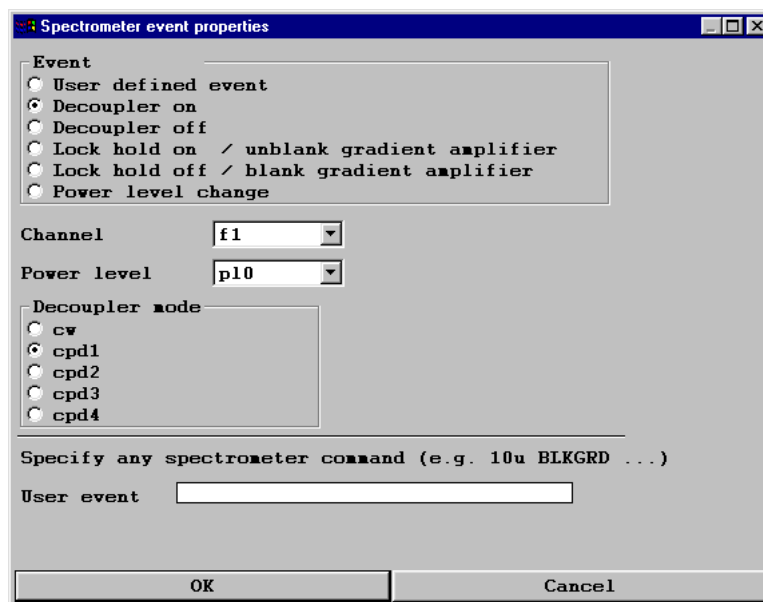 Spectrometer event properties
Event
User defined event
Decoupler on
Decoupler off
Lock hold on / unblank gradient amplifier
Lock hold off / blank gradient amplifier
Power level change
Channel f1
Power level pl0
Decoupler mode
cw
cpd1
cpd2
cpd3
cpd4
Specify any spectrometer command (e.g. 10u BLKGRD ...)
User event
OK Cancel